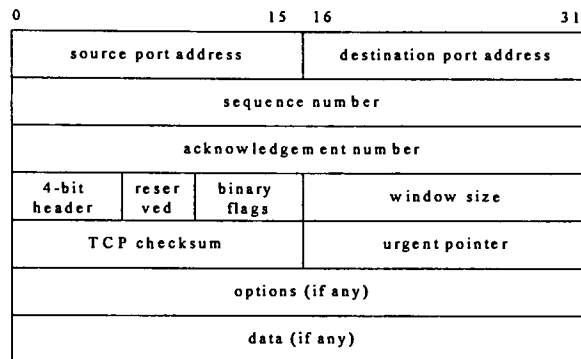 0 15 16 31
source port address destination port address
sequence number
acknowledgement number
4-bit header reser ved binary flags window size
TCP checksum urgent pointer
options (if any)
data (if any)